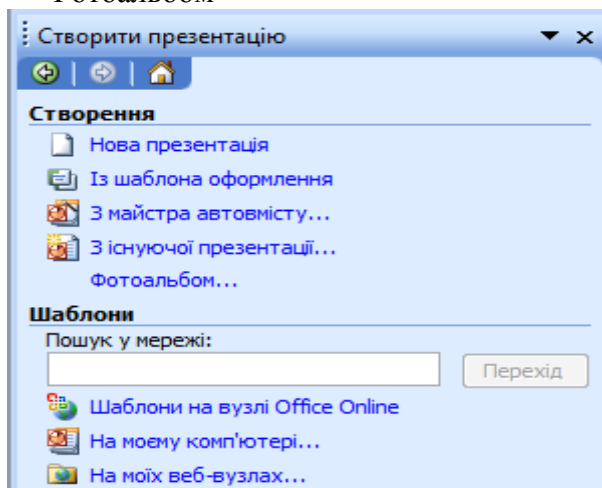 Фотоальбом
Створити презентацію
Створення
Нова презентація
Із шаблона оформлення
З майстра автовмісту...
З існуючої презентації...
Фотоальбом...
Шаблони
Пошук у мережі:
Перехід
Шаблони на вузлі Office Online
На моєму комп'ютері...
На моїх веб-вузлах...